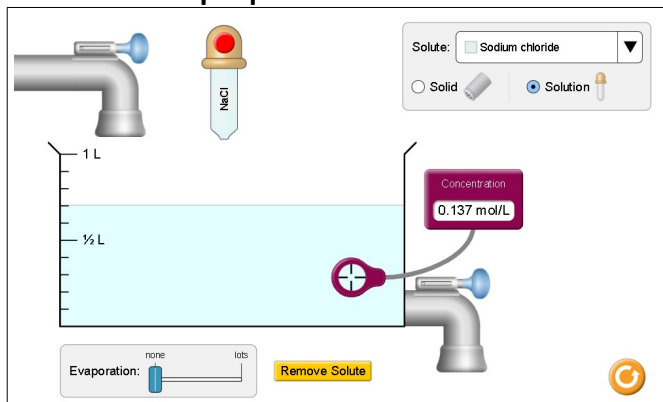 Solute: Sodium chloride
Solid
Solution
NaCl
1 L
½ L
Concentration
0.137 mol/L
none
lots
Evaporation:
Remove Solute